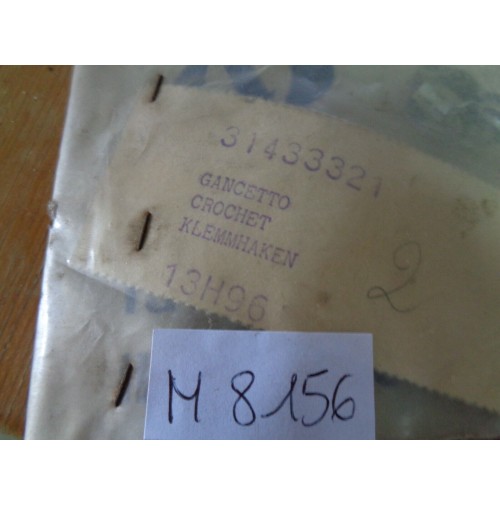 31433321
GANCETTO
CROCHET
KLEMMHAKEN
13H96
2
M 8156